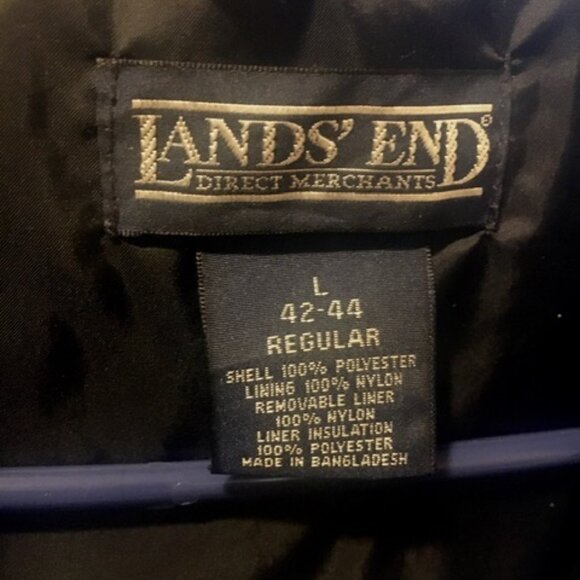 LANDS' END®
DIRECT MERCHANTS
L
42-44
REGULAR
SHELL 100% POLYESTER
LINING 100% NYLON
REMOVABLE LINER
100% NYLON
LINER INSULATION
100% POLYESTER
MADE IN BANGLADESH